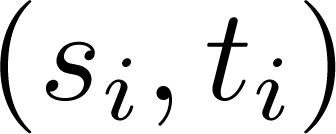 (s_i, t_i)